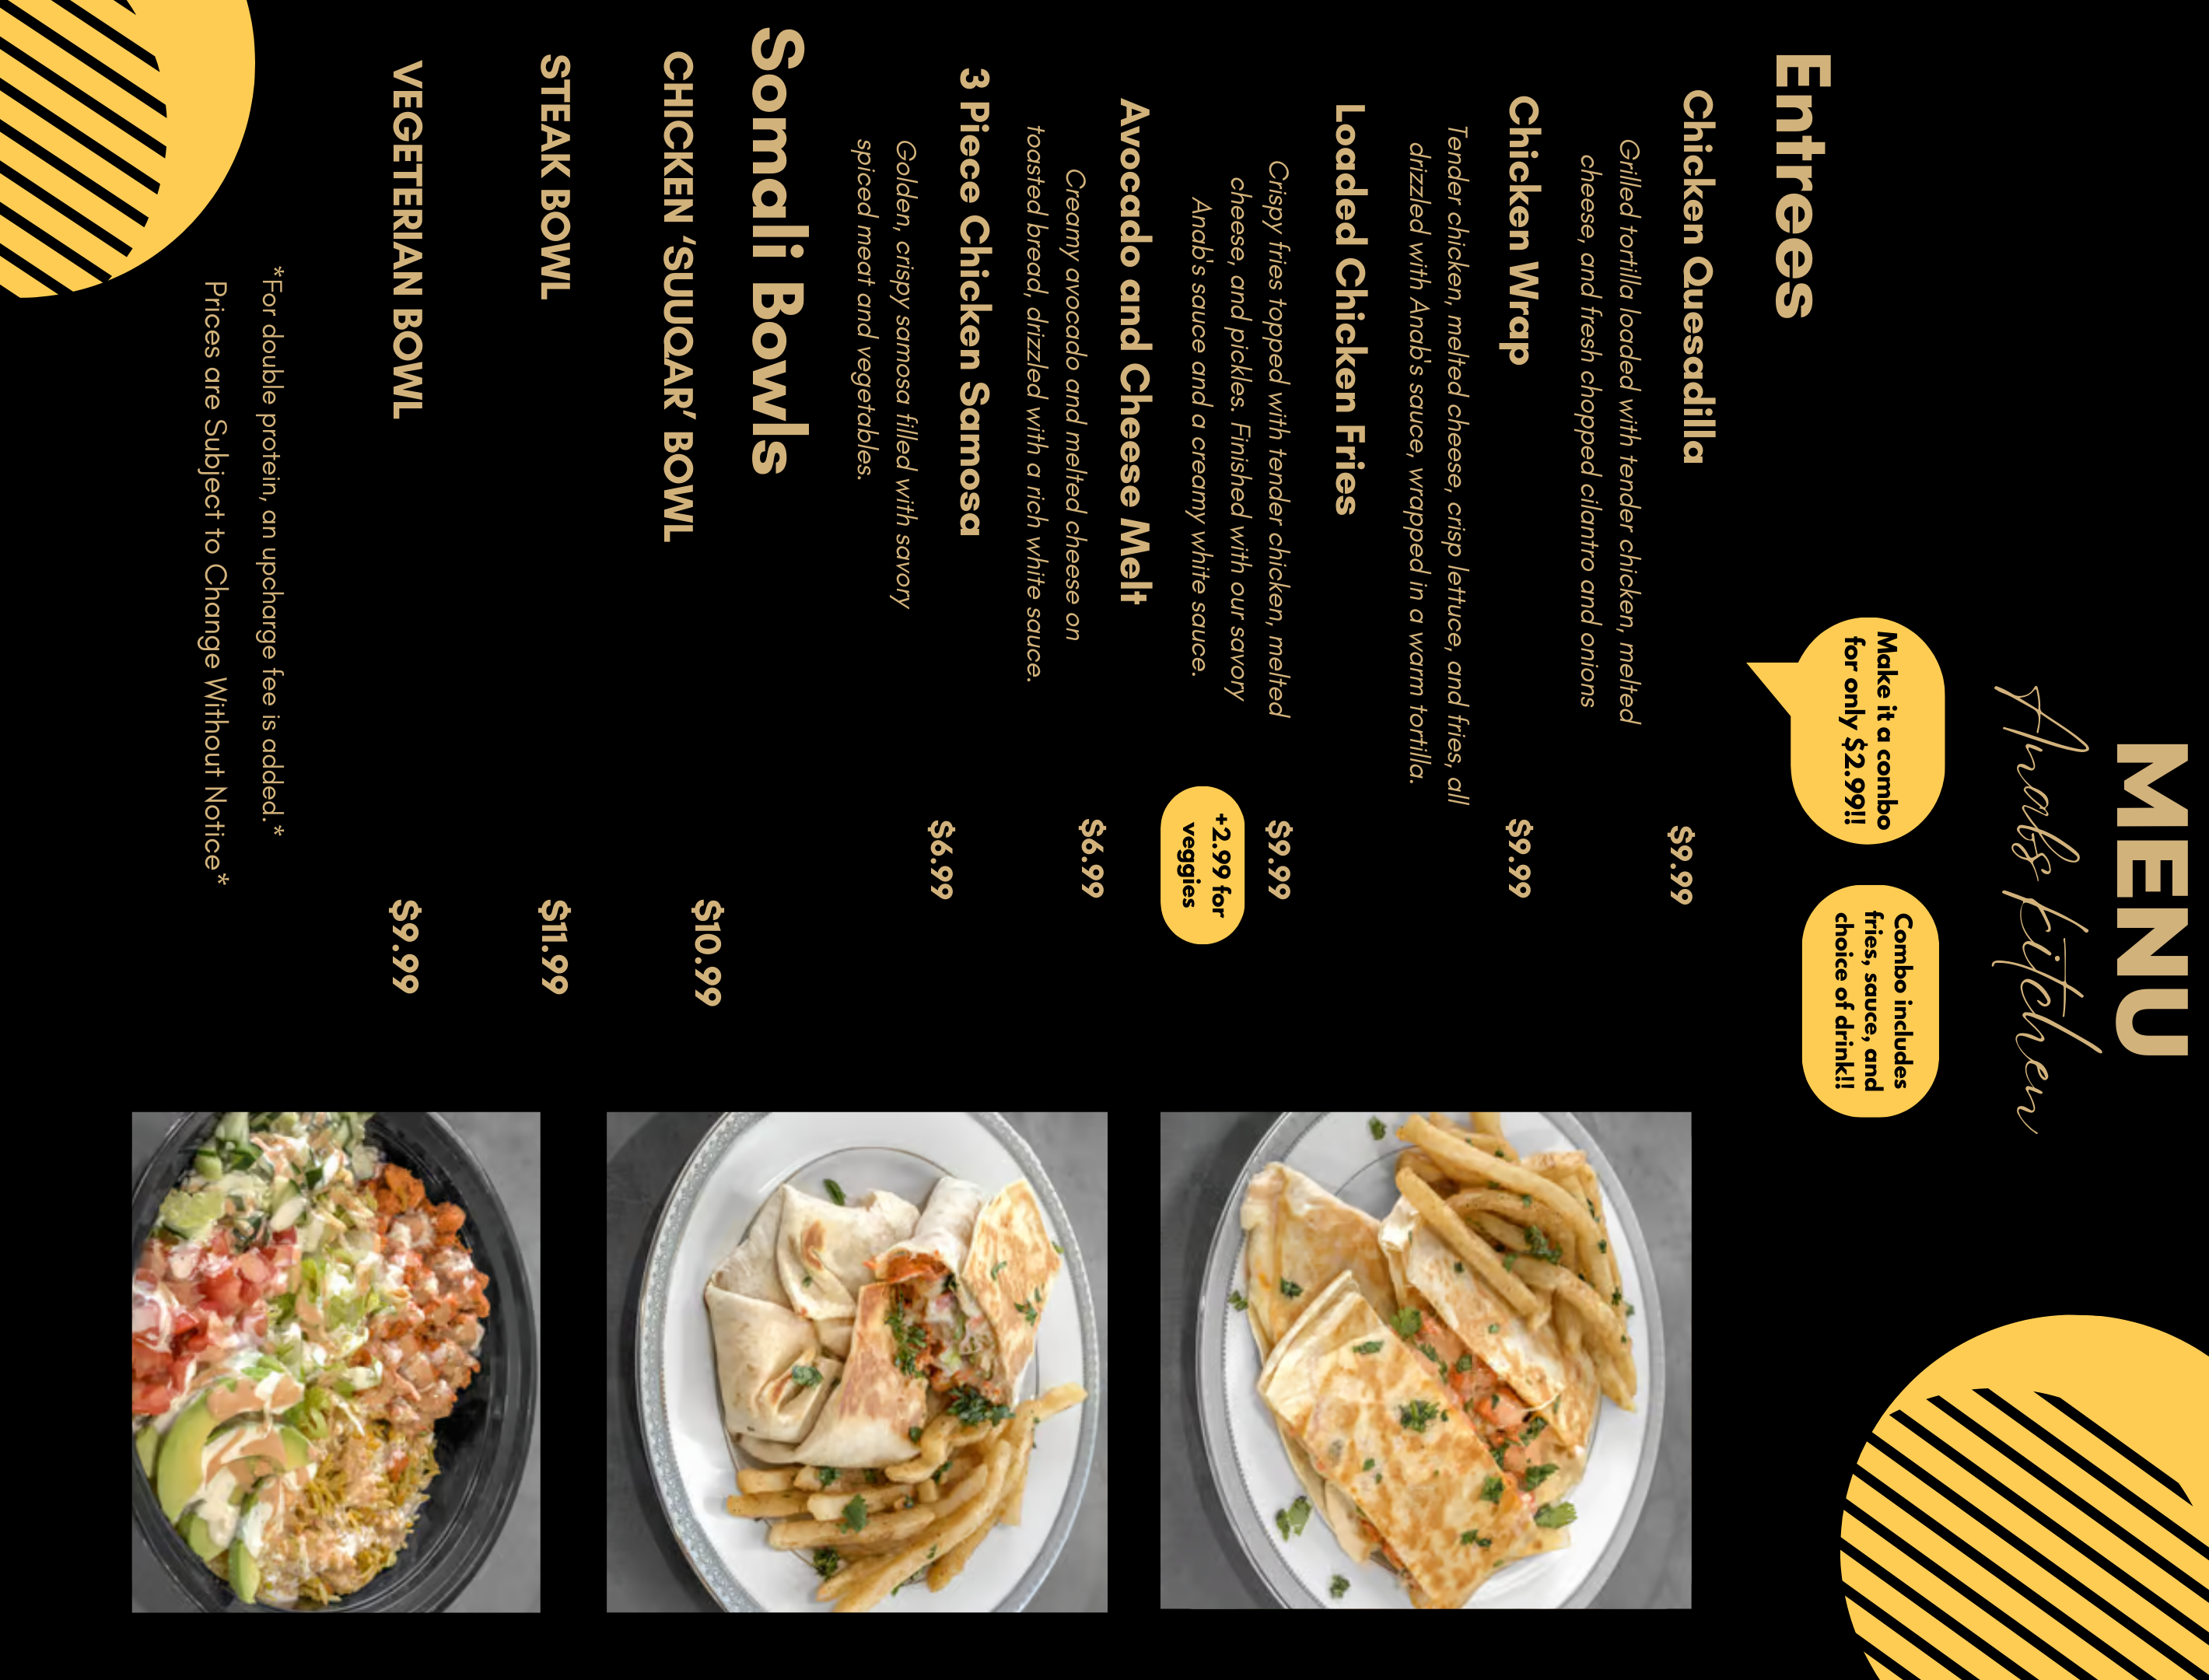 MENU
Anabs kitchen
Make it a combo
for only $2.99!!
Combo includes
fries, sauce, and
choice of drink!!
Entrees
Chicken Quesadilla
$9.99
Grilled tortilla loaded with tender chicken, melted
cheese, and fresh chopped cilantro and onions
Chicken Wrap
$9.99
Tender chicken, melted cheese, crisp lettuce, and fries, all
drizzled with Anab's sauce, wrapped in a warm tortilla.
Loaded Chicken Fries
Crispy fries topped with tender chicken, melted
$9.99
cheese, and pickles. Finished with our savory
Anab's sauce and a creamy white sauce.
+2.99 for
veggies
Avocado and Cheese Melt
Creamy avocado and melted cheese on
$6.99
toasted bread, drizzled with a rich white sauce.
3 Piece Chicken Samosa
$6.99
Golden, crispy samosa filled with savory
spiced meat and vegetables.
Somali Bowls
CHICKEN ‘SUUQAR’ BOWL
$10.99
STEAK BOWL
$11.99
VEGETERIAN BOWL
$9.99
*For double protein, an upcharge fee is added. *
Prices are Subject to Change Without Notice*